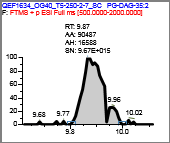 QEF1634_OG40_T5-250-2-7_SC PG-OAG-35:2
F: FTMS + p ESI Full ms [500.0000-2000.0000]
RT: 9.87
AA: 90487
AH: 16588
SN: 9.67E+015
100
80
60
40
20
0
9.68
9.77
9.96
10.02
9.8
10.0